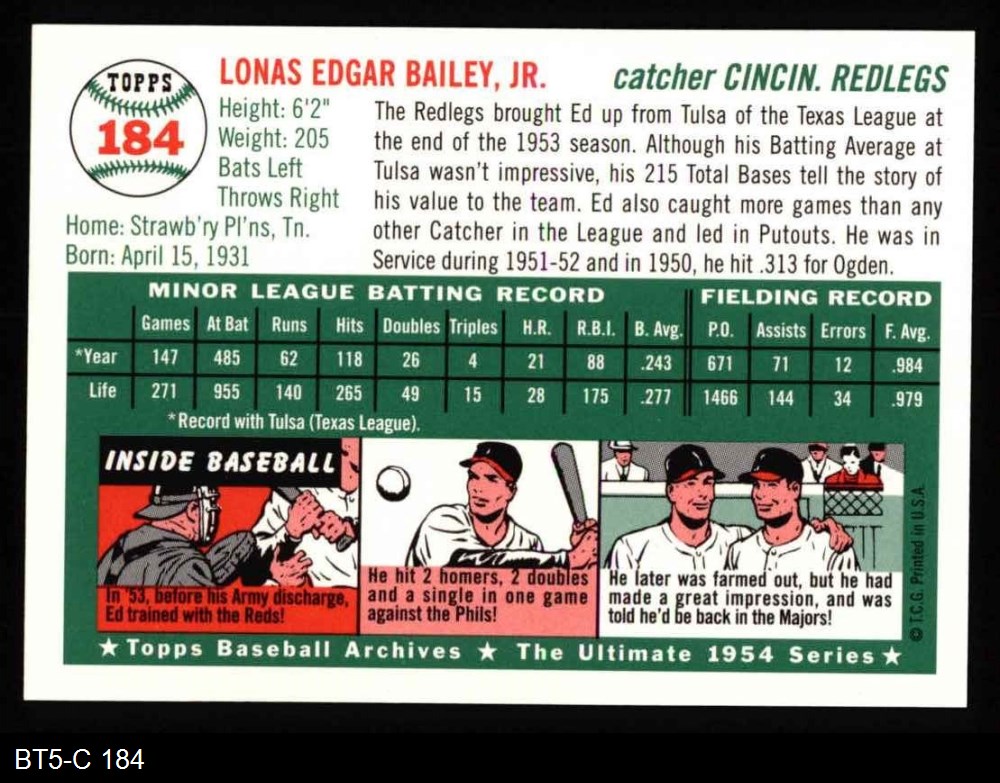 TOPPS
184
LONAS EDGAR BAILEY, JR.
catcher CINCIN. REDLEGS
Height: 6'2"
Weight: 205
Bats Left
Throws Right
Home: Strawb'ry Pl'ns, Tn.
Born: April 15, 1931
The Redlegs brought Ed up from Tulsa of the Texas League at
the end of the 1953 season. Although his Batting Average at
Tulsa wasn't impressive, his 215 Total Bases tell the story of
his value to the team. Ed also caught more games than any
other Catcher in the League and led in Putouts. He was in
Service during 1951-52 and in 1950, he hit .313 for Ogden.
MINOR LEAGUE BATTING RECORD FIELDING RECORD
Games At Bat Runs Hits Doubles Triples H.R. R.B.I. B. Avg. P.O. Assists Errors F. Avg.
*Year 147 485 62 118 26 4 21 88 .243 671 71 12 .984
Life 271 955 140 265 49 15 28 175 .277 1466 144 34 .979
*Record with Tulsa (Texas League).
INSIDE BASEBALL
In '53, before his Army discharge,
Ed trained with the Reds!
He hit 2 homers, 2 doubles
and a single in one game
against the Phils!
He later was farmed out, but he had
made a great impression, and was
told he'd be back in the Majors!
© T.C.G. Printed in U.S.A.
★ Topps Baseball Archives ★ The Ultimate 1954 Series ★
BT5-C 184